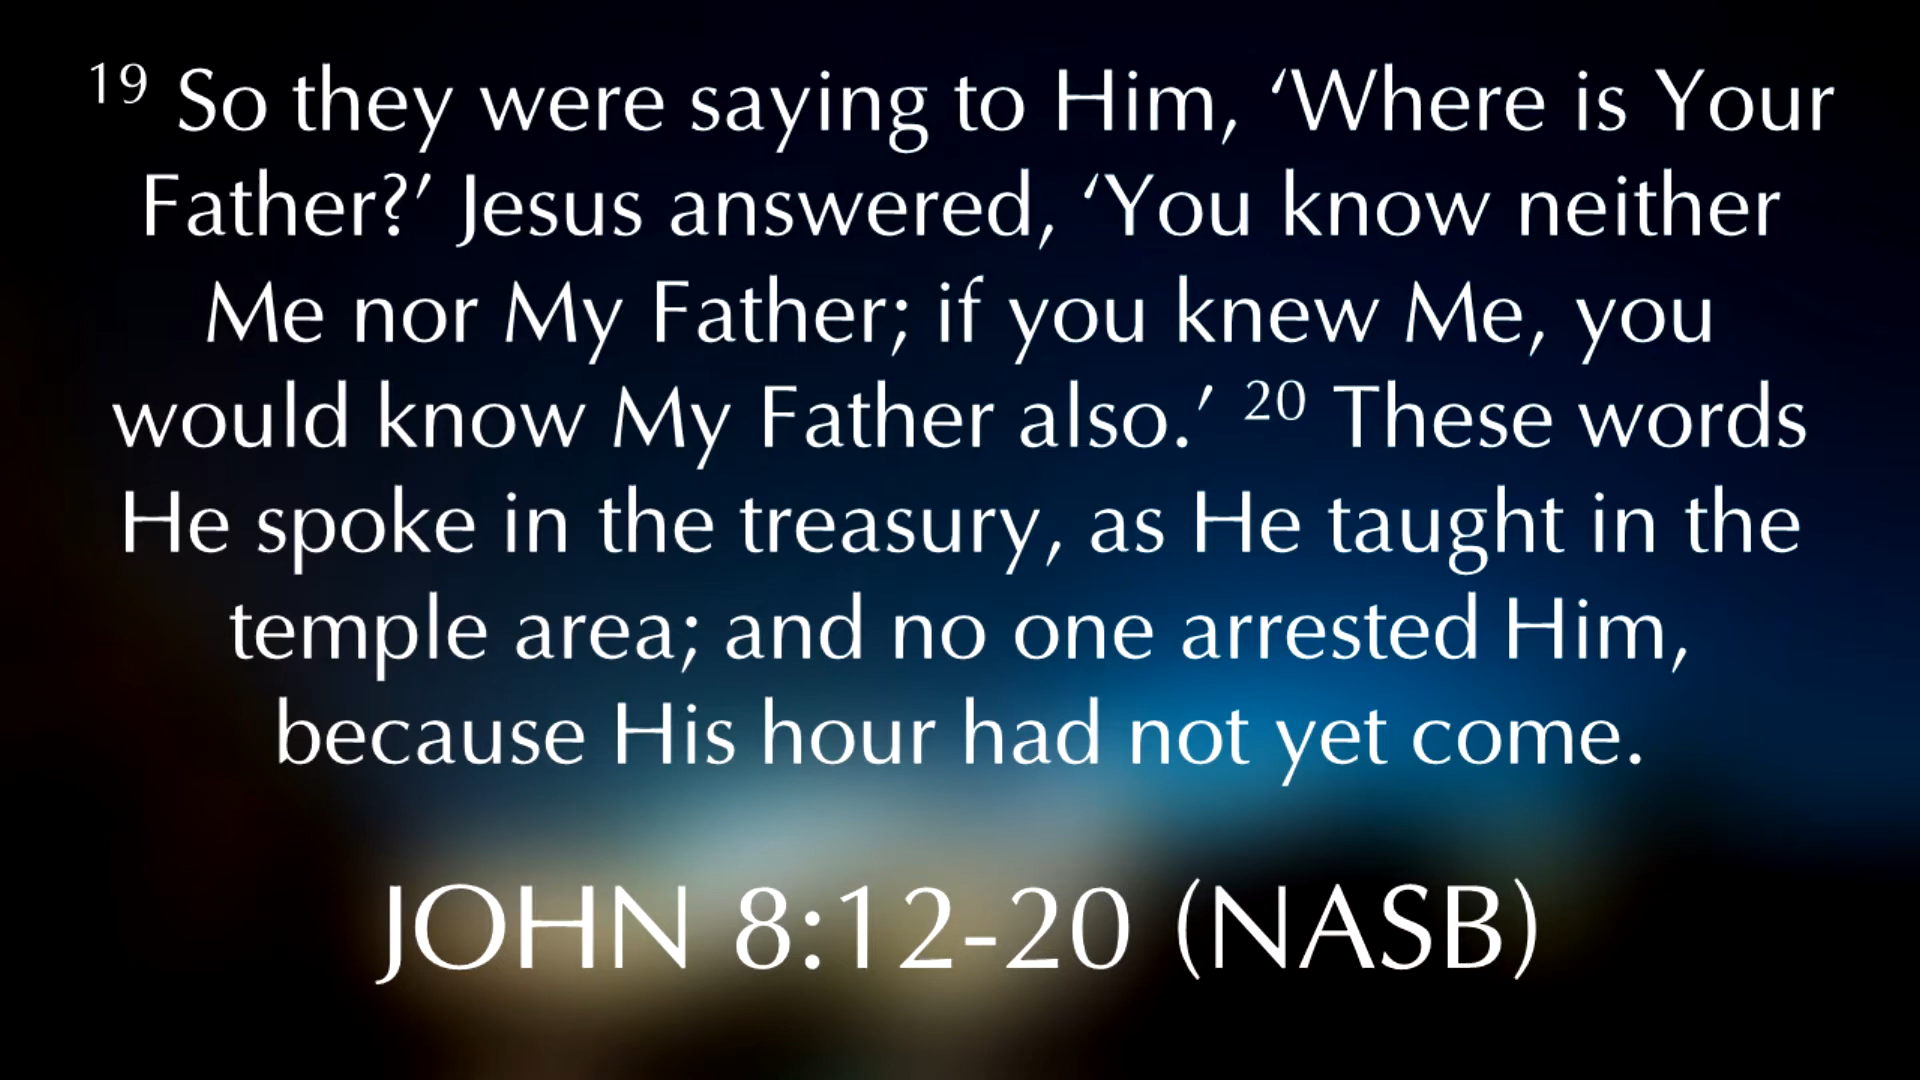 19 So they were saying to Him, ‘Where is Your
Father?’ Jesus answered, ‘You know neither
Me nor My Father; if you knew Me, you
would know My Father also.’ 20 These words
He spoke in the treasury, as He taught in the
temple area; and no one arrested Him,
because His hour had not yet come.
JOHN 8:12-20 (NASB)